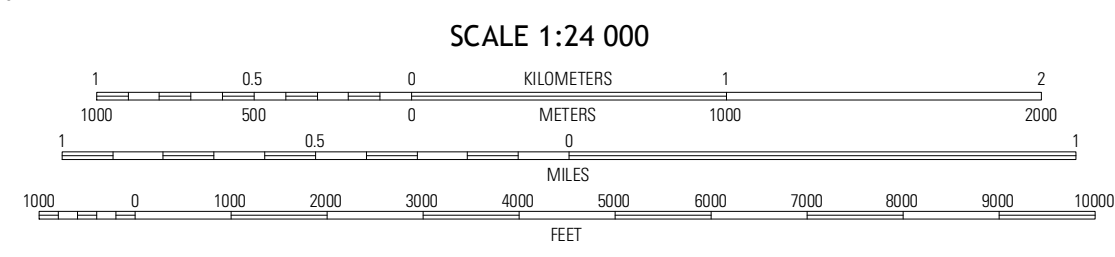 SCALE 1:24 000
1 0.5 0 KILOMETERS 1 2
1000 500 0 METERS 1000 2000
1 0.5 0 1
MILES
1000 0 1000 2000 3000 4000 5000 6000 7000 8000 9000 10000
FEET